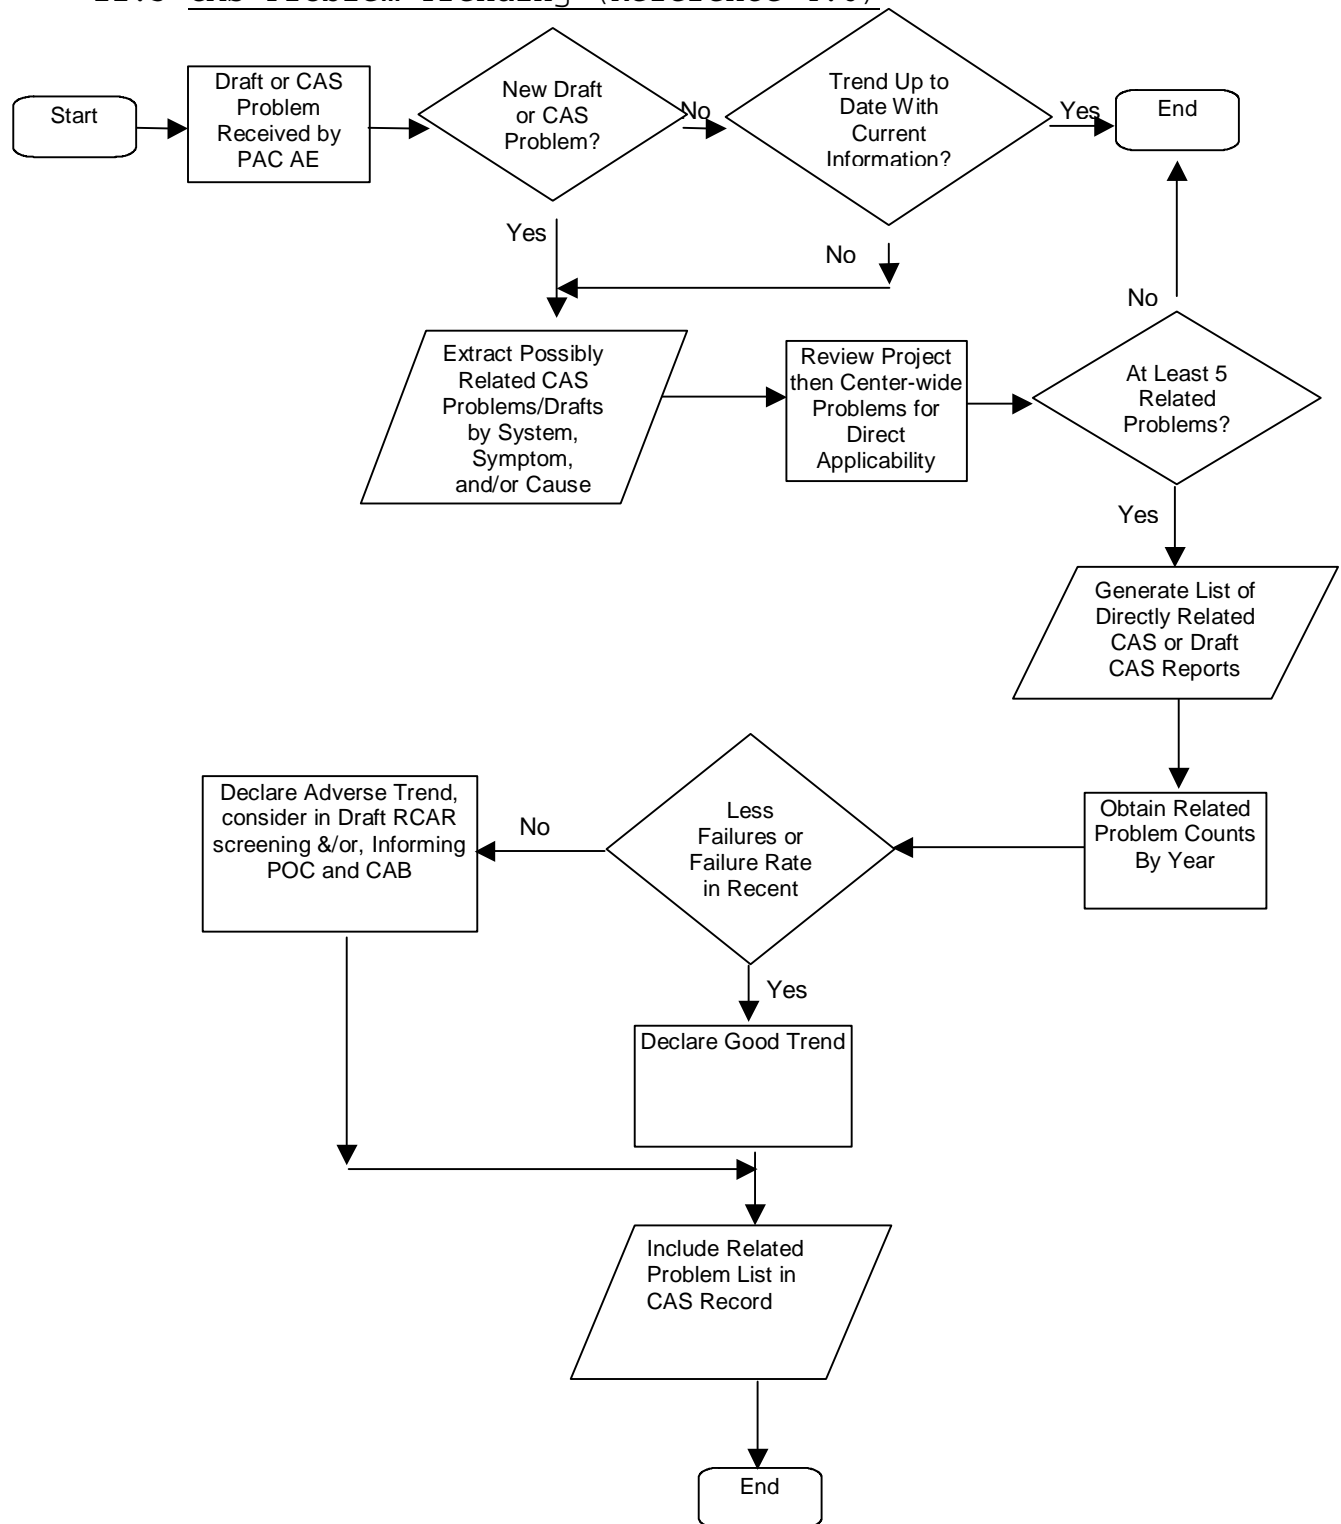 CAS Problem Trending (Reference
Start
Draft or CAS
Problem
Received by
PAC AE
New Draft
or CAS
Problem?
No
Trend Up to
Date With
Current
Information?
Yes
End
Yes
No
No
Extract Possibly
Related CAS
Problems/Drafts
by System,
Symptom,
and/or Cause
Review Project
then Center-wide
Problems for
Direct
Applicability
At Least 5
Related
Problems?
Yes
Generate List of
Directly Related
CAS or Draft
CAS Reports
Obtain Related
Problem Counts
By Year
Less
Failures or
Failure Rate
in Recent
No
Declare Adverse Trend,
consider in Draft RCAR
screening &/or, Informing
POC and CAB
Yes
Declare Good Trend
Include Related
Problem List in
CAS Record
End